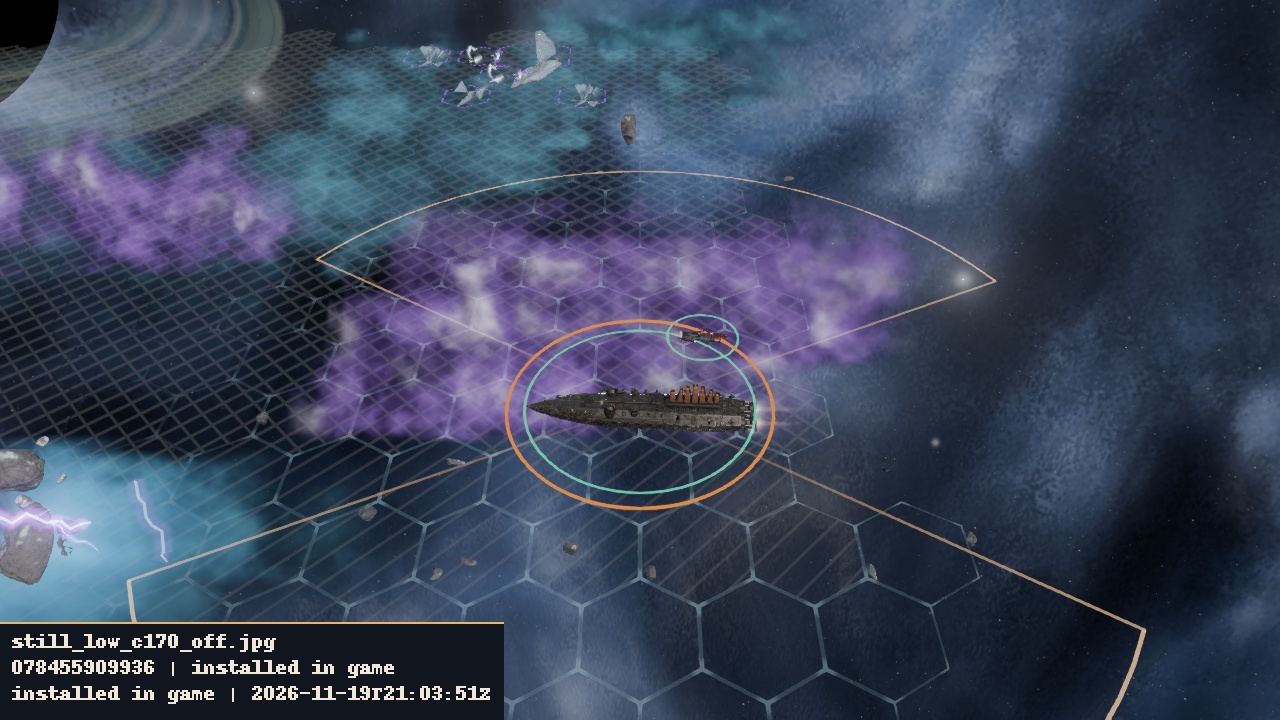 still_low_c170_off.jpg
078455909936 | installed in game
installed in game | 2026-11-19T21:03:51Z